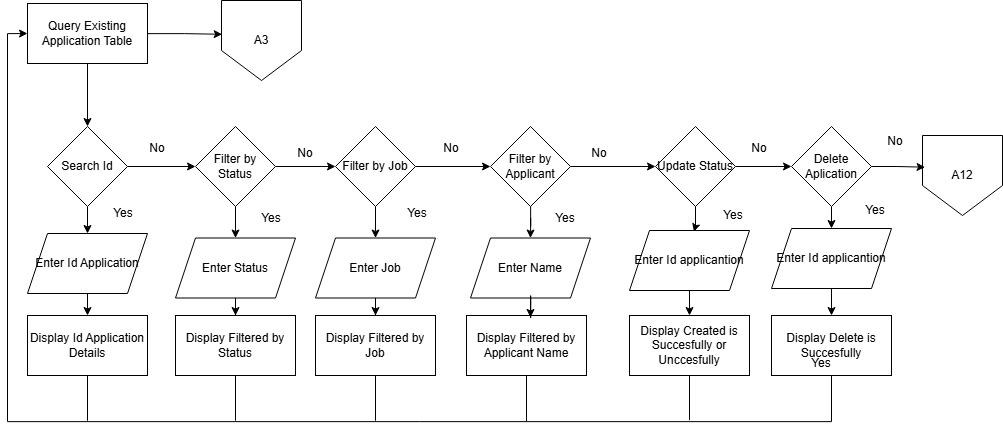 Query Existing
Application Table
A3
Search Id
No
Filter by
Status
No
Filter by Job
No
Filter by
Applicant
No
Update Status
No
Delete
Aplication
No
A12
Yes
Yes
Yes
Yes
Yes
Yes
Enter Id Application
Enter Status
Enter Job
Enter Name
Enter Id applicantion
Enter Id applicantion
Display Id Application
Details
Display Filtered by
Status
Display Filtered by
Job
Display Filtered by
Applicant Name
Display Created is
Succesfully or
Unccesfully
Display Delete is
Succesfully
Yes